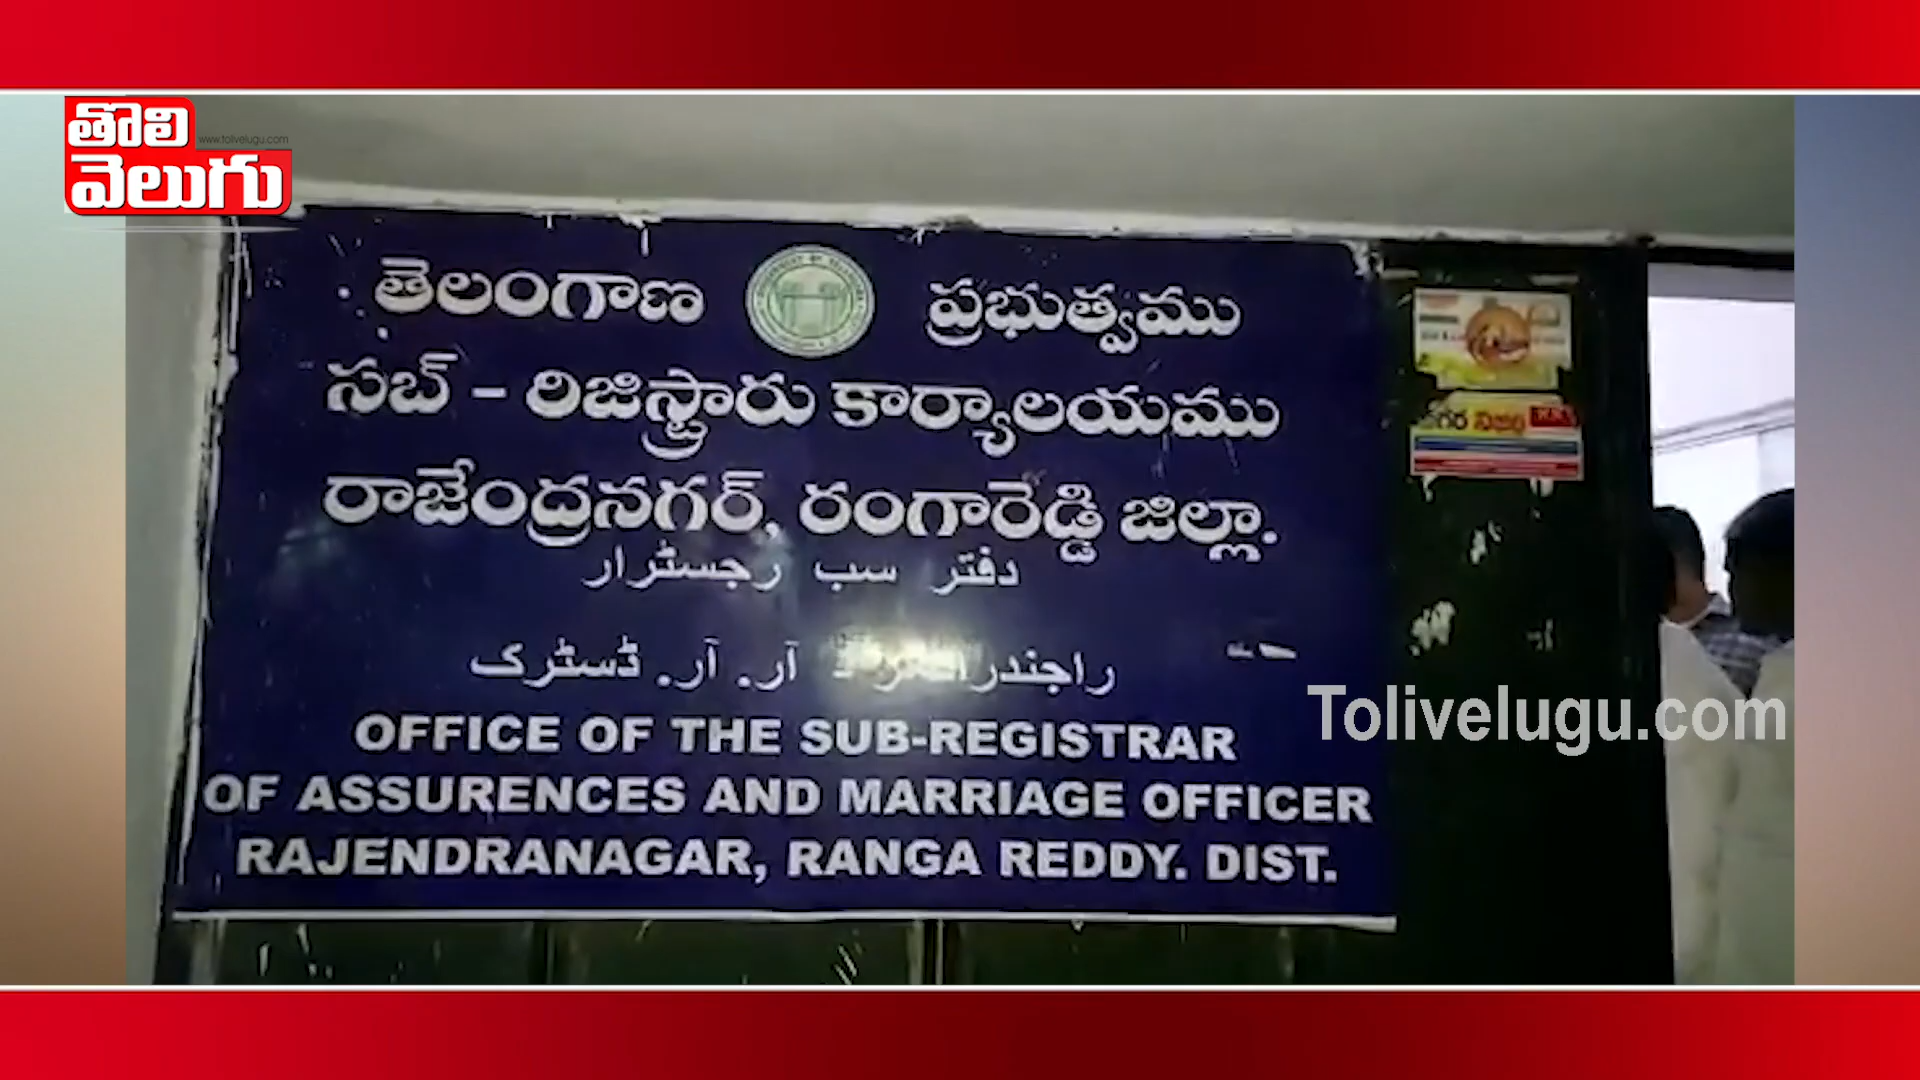 తొలి
www.tolivelugu.com
వెలుగు
తెలంగాణ ప్రభుత్వము
సబ్ - రిజిస్ట్రారు కార్యాలయము
రాజేంద్రనగర్, రంగారెడ్డి జిల్లా.
دفتر سب رجسٹرار
آر. آر. ڈسٹرک
OFFICE OF THE SUB-REGISTRAR
OF ASSURENCES AND MARRIAGE OFFICER
RAJENDRANAGAR, RANGA REDDY. DIST.
Tolivelugu.com